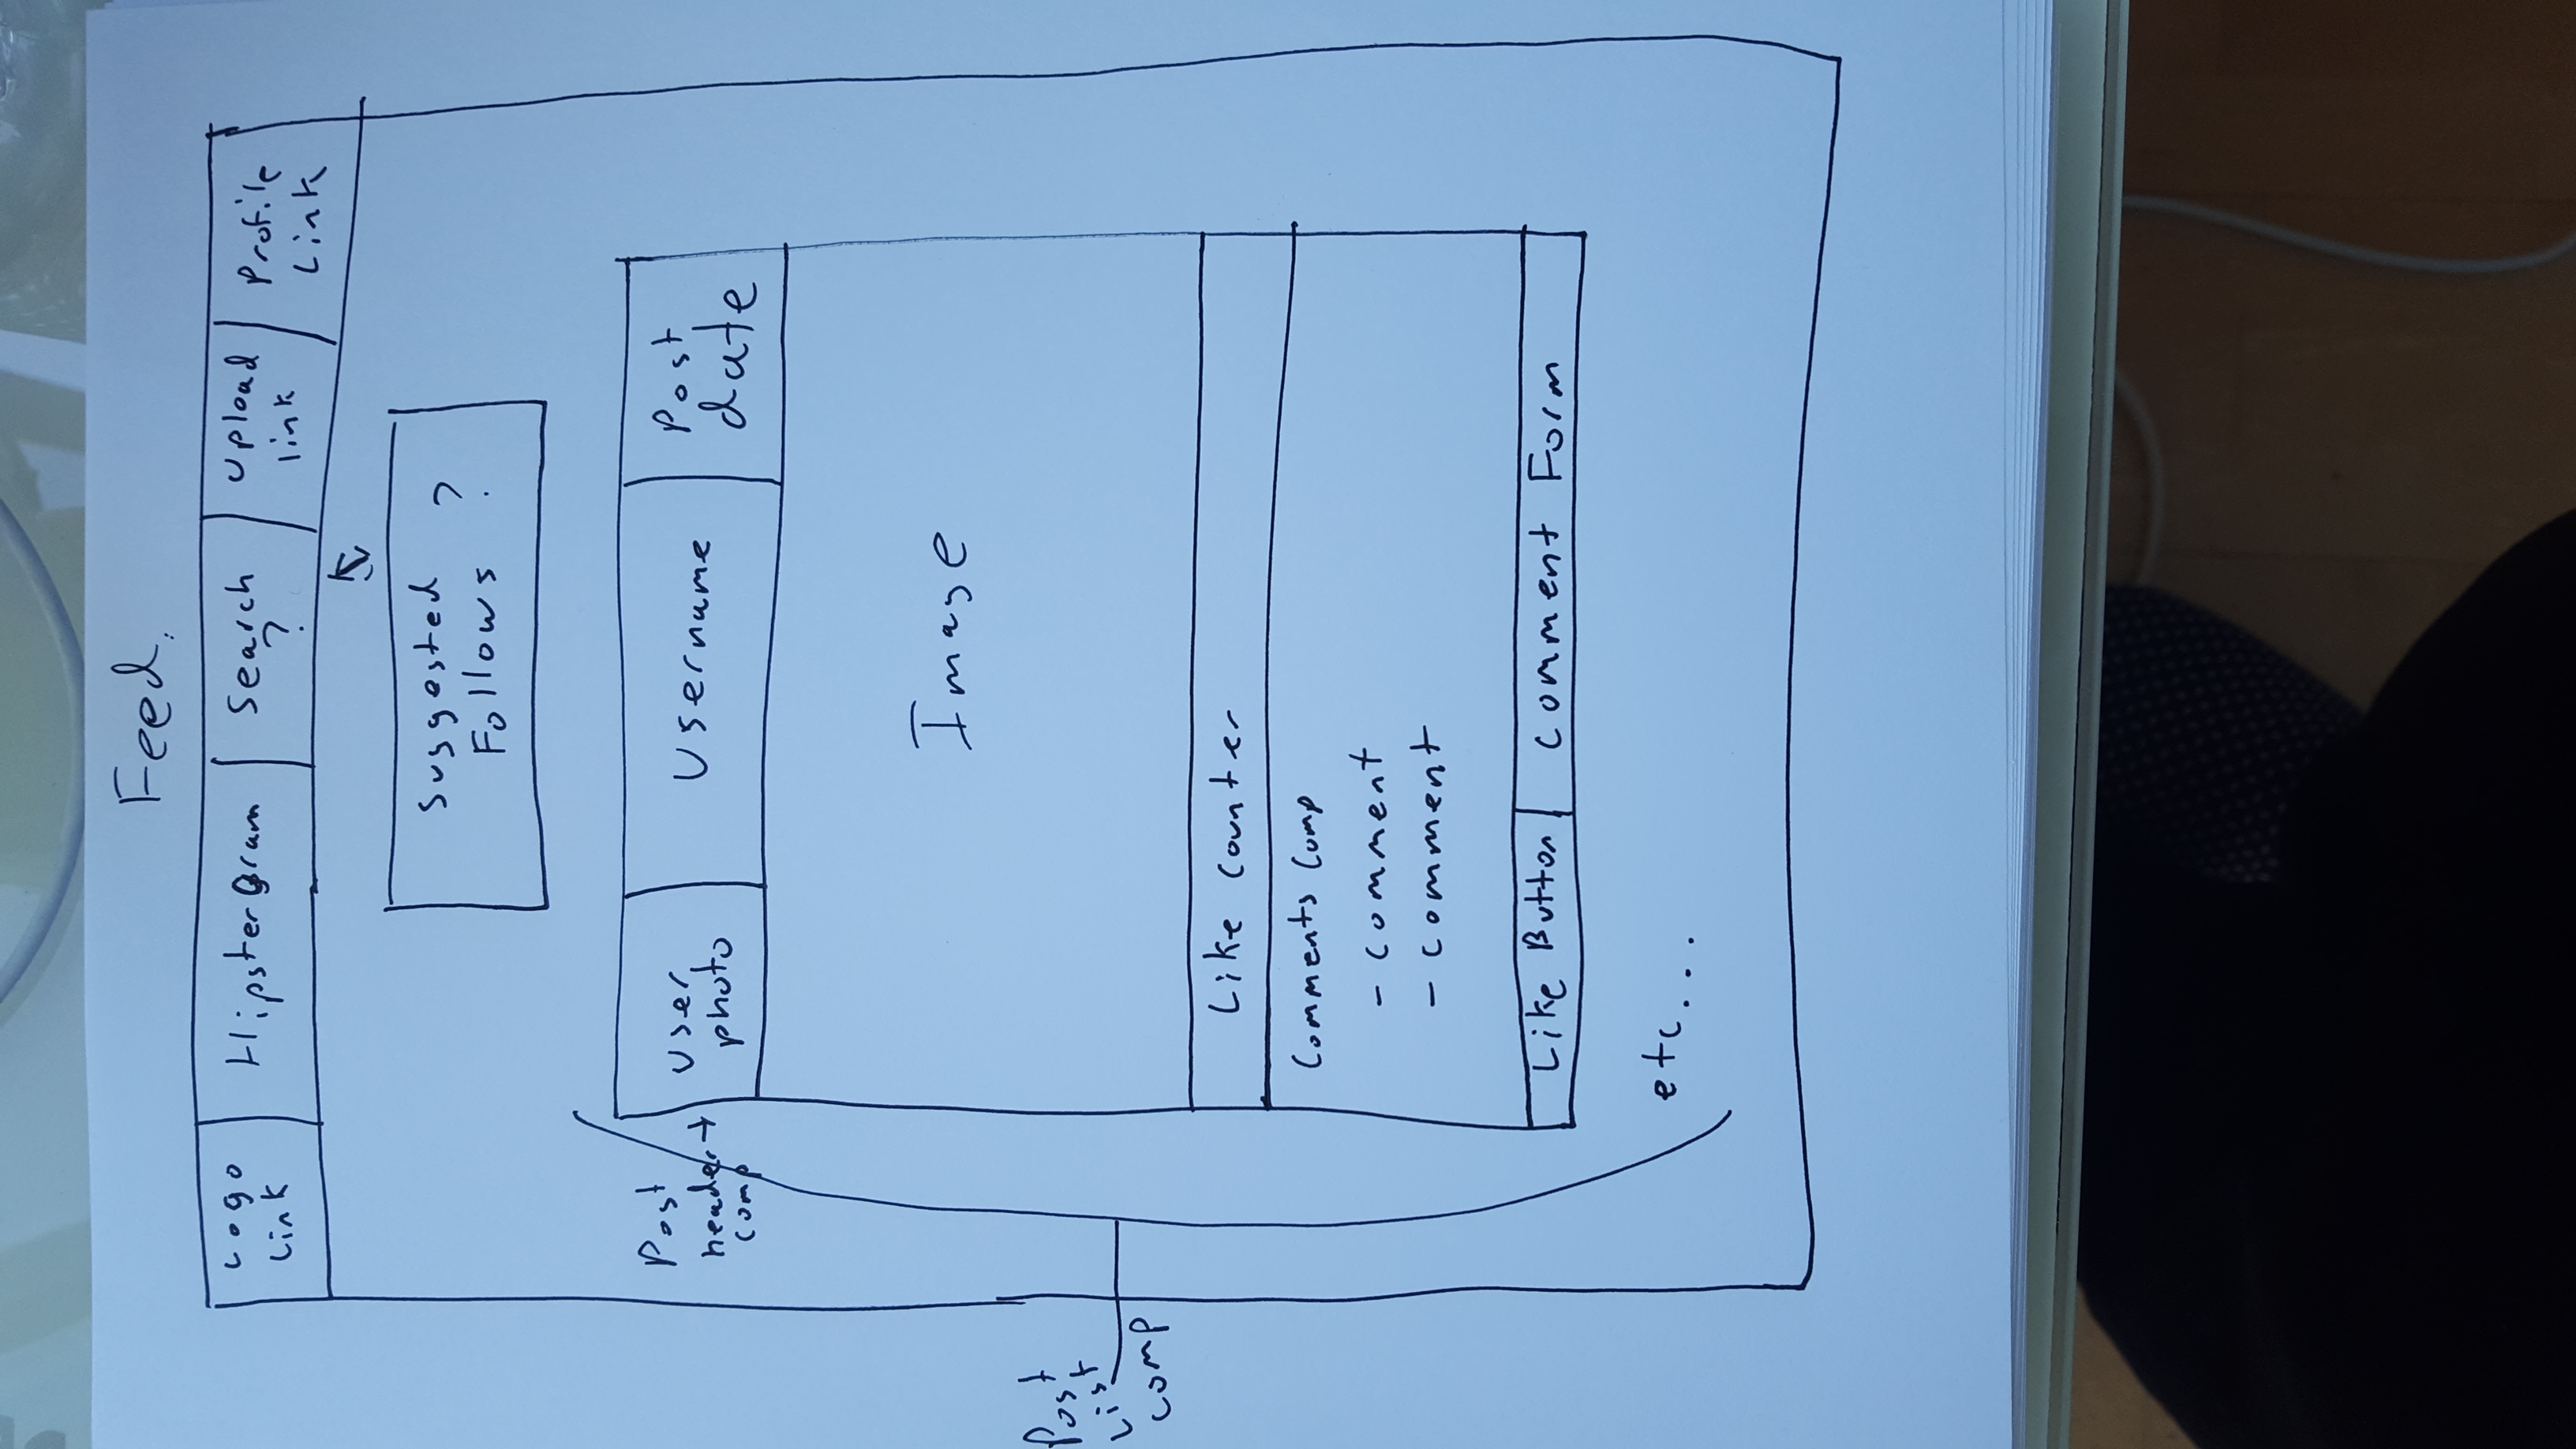 Feed.
Logo
Link
HipsterGram
Search
?
Upload
link
Profile
Link
Suggested
Follows ?
Post
header
comp
User
photo
Username
Post
date
Image
Post
List
comp
Like counter
Comments Comp
- comment
- comment
Like Button
Comment Form
etc...